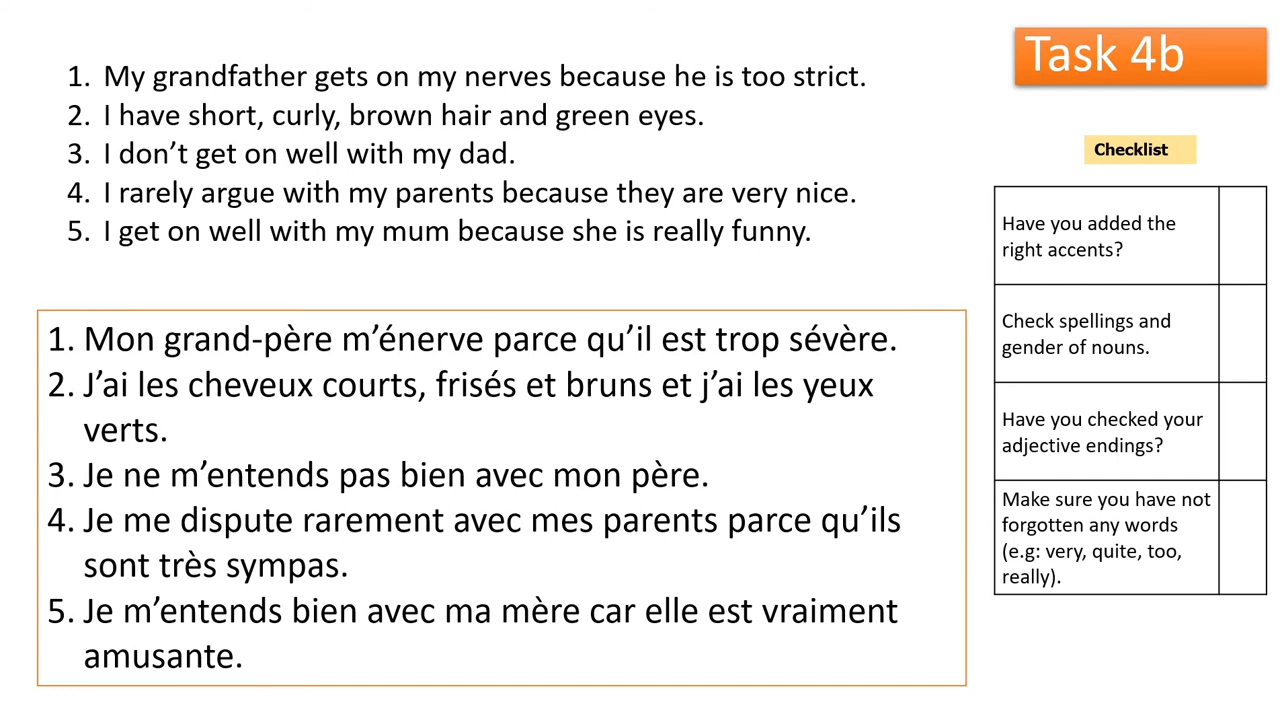 Task 4b
1. My grandfather gets on my nerves because he is too strict.
2. I have short, curly, brown hair and green eyes.
3. I don’t get on well with my dad.
4. I rarely argue with my parents because they are very nice.
5. I get on well with my mum because she is really funny.
1. Mon grand-père m’énerve parce qu’il est trop sévère.
2. J’ai les cheveux courts, frisés et bruns et j’ai les yeux
verts.
3. Je ne m’entends pas bien avec mon père.
4. Je me dispute rarement avec mes parents parce qu’ils
sont très sympas.
5. Je m’entends bien avec ma mère car elle est vraiment
amusante.
Checklist
Have you added the
right accents?
Check spellings and
gender of nouns.
Have you checked your
adjective endings?
Make sure you have not
forgotten any words
(e.g: very, quite, too,
really).